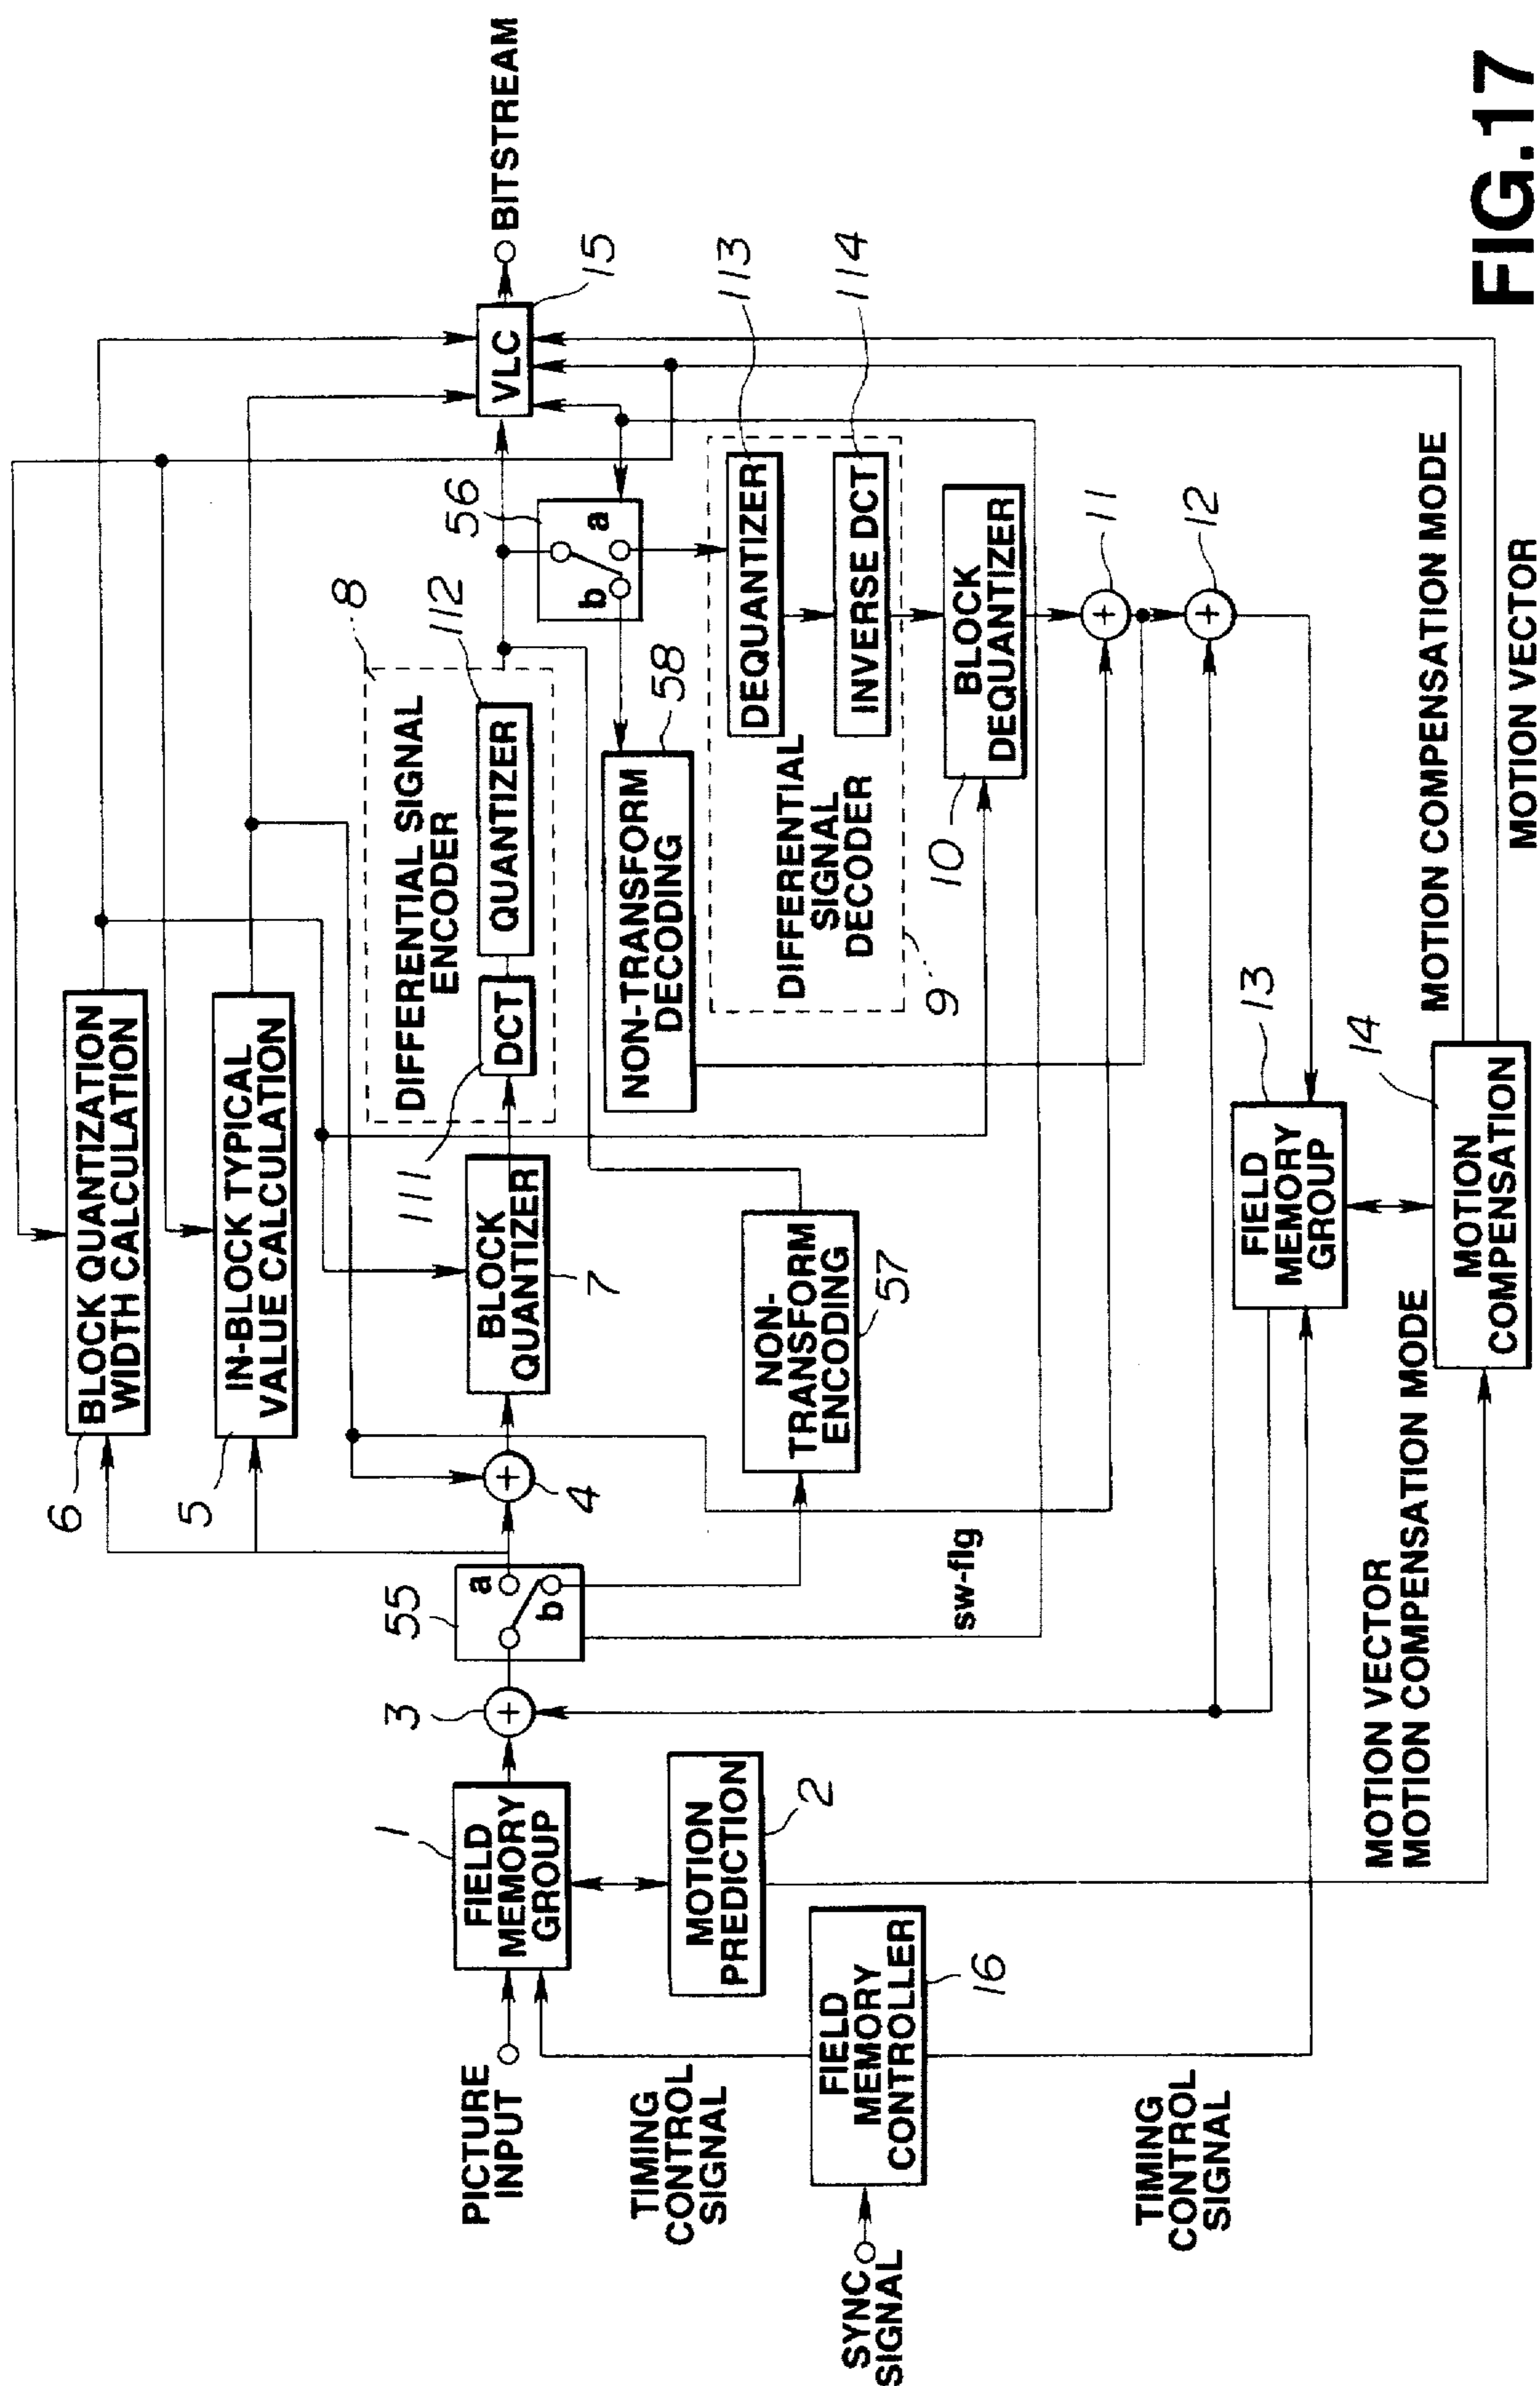 FIG.17
PICTURE
INPUT
1
FIELD
MEMORY
GROUP
TIMING
CONTROL
SIGNAL
MOTION
PREDICTION
2
SYNC
SIGNAL
FIELD
MEMORY
CONTROLLER
16
TIMING
CONTROL
SIGNAL
3
+
55
a
b
sw-flg
6
BLOCK QUANTIZATION
WIDTH CALCULATION
5
IN-BLOCK TYPICAL
VALUE CALCULATION
+
4
BLOCK
QUANTIZER
7
NON-
TRANSFORM
ENCODING
57
DIFFERENTIAL SIGNAL
ENCODER
8
111
DCT
QUANTIZER
112
56
a
b
NON-TRANSFORM
DECODING
58
VLC
15
BITSTREAM
DIFFERENTIAL
SIGNAL
DECODER
9
DEQUANTIZER
113
INVERSE DCT
114
10
BLOCK
DEQUANTIZER
+
11
+
12
FIELD
MEMORY
GROUP
13
MOTION VECTOR
MOTION COMPENSATION MODE
MOTION
COMPENSATION
14
MOTION COMPENSATION MODE
MOTION VECTOR